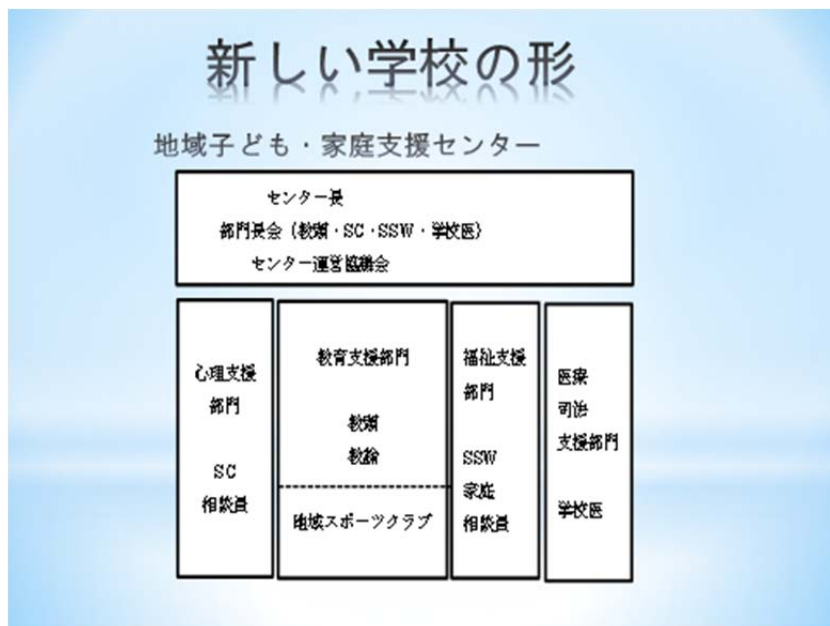 新しい学校の形
地域子ども・家庭支援センター
センター長
部門長会（教頭・SC・SSW・学校医）
センター運営協議会
心理支援
部門
SC
相談員
教育支援部門
教頭
教諭
地域スポーツクラブ
福祉支援
部門
SSW
家庭
相談員
医療
司治
支援部門
学校医